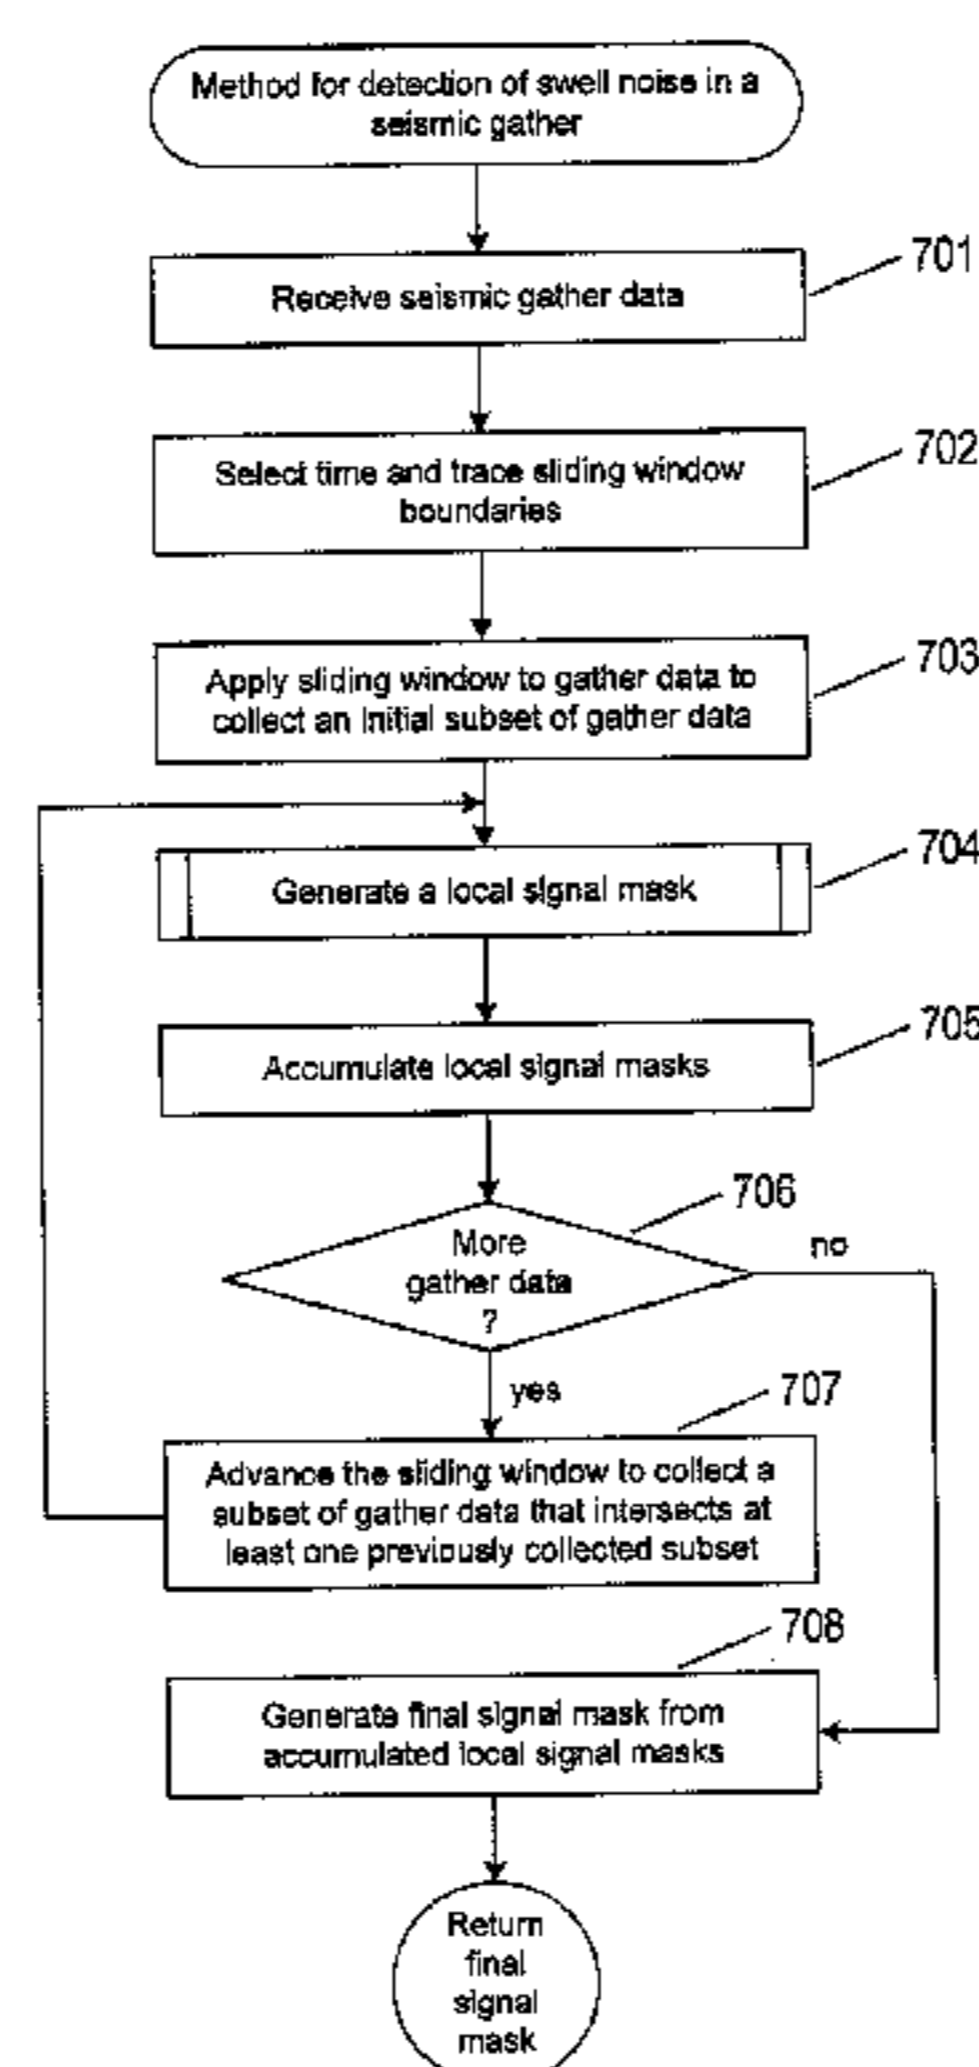 Method for detection of swell noise in a
seismic gather
701
Receive seismic gather data
702
Select time and trace sliding window
boundaries
703
Apply sliding window to gather data to
collect an initial subset of gather data
704
Generate a local signal mask
705
Accumulate local signal masks
706
More
gather data
?
no
yes
707
Advance the sliding window to collect a
subset of gather data that intersects at
least one previously collected subset
708
Generate final signal mask from
accumulated local signal masks
Return
final
signal
mask